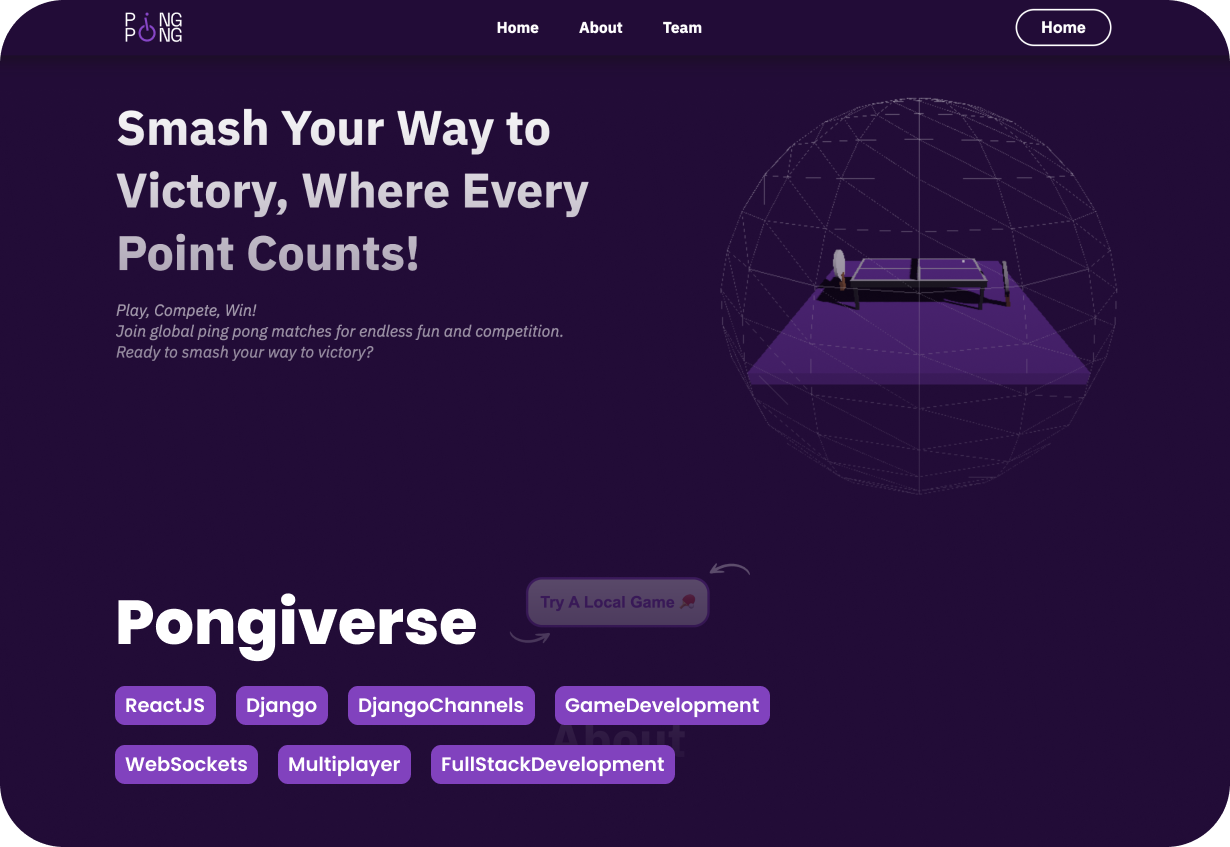 PING
PONG
Home
About
Team
Home
Smash Your Way to
Victory, Where Every
Point Counts!
Play, Compete, Win!
Join global ping pong matches for endless fun and competition.
Ready to smash your way to victory?
Try A Local Game
Pongiverse
ReactJS
Django
DjangoChannels
GameDevelopment
About
WebSockets
Multiplayer
FullStackDevelopment